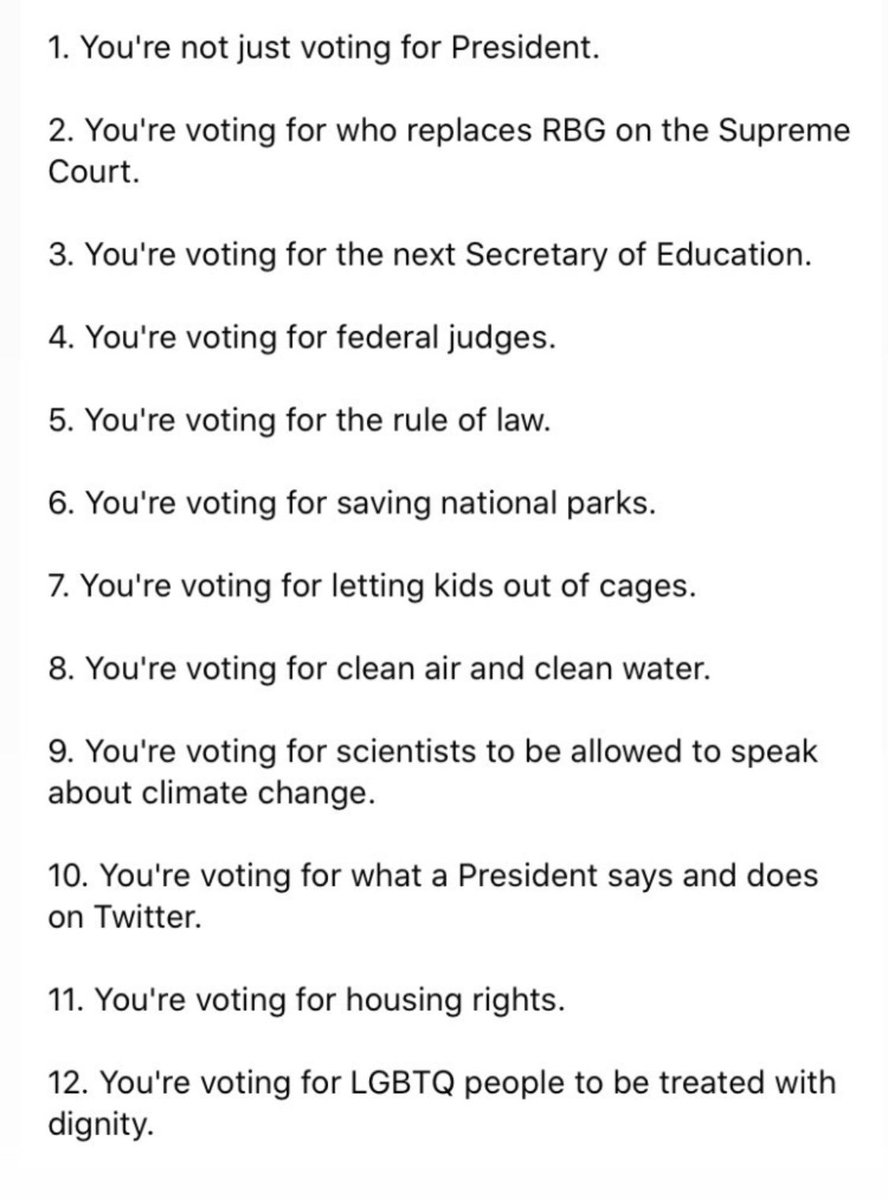 1. You're not just voting for President.
2. You're voting for who replaces RBG on the Supreme
Court.
3. You're voting for the next Secretary of Education.
4. You're voting for federal judges.
5. You're voting for the rule of law.
6. You're voting for saving national parks.
7. You're voting for letting kids out of cages.
8. You're voting for clean air and clean water.
9. You're voting for scientists to be allowed to speak
about climate change.
10. You're voting for what a President says and does
on Twitter.
11. You're voting for housing rights.
12. You're voting for LGBTQ people to be treated with
dignity.